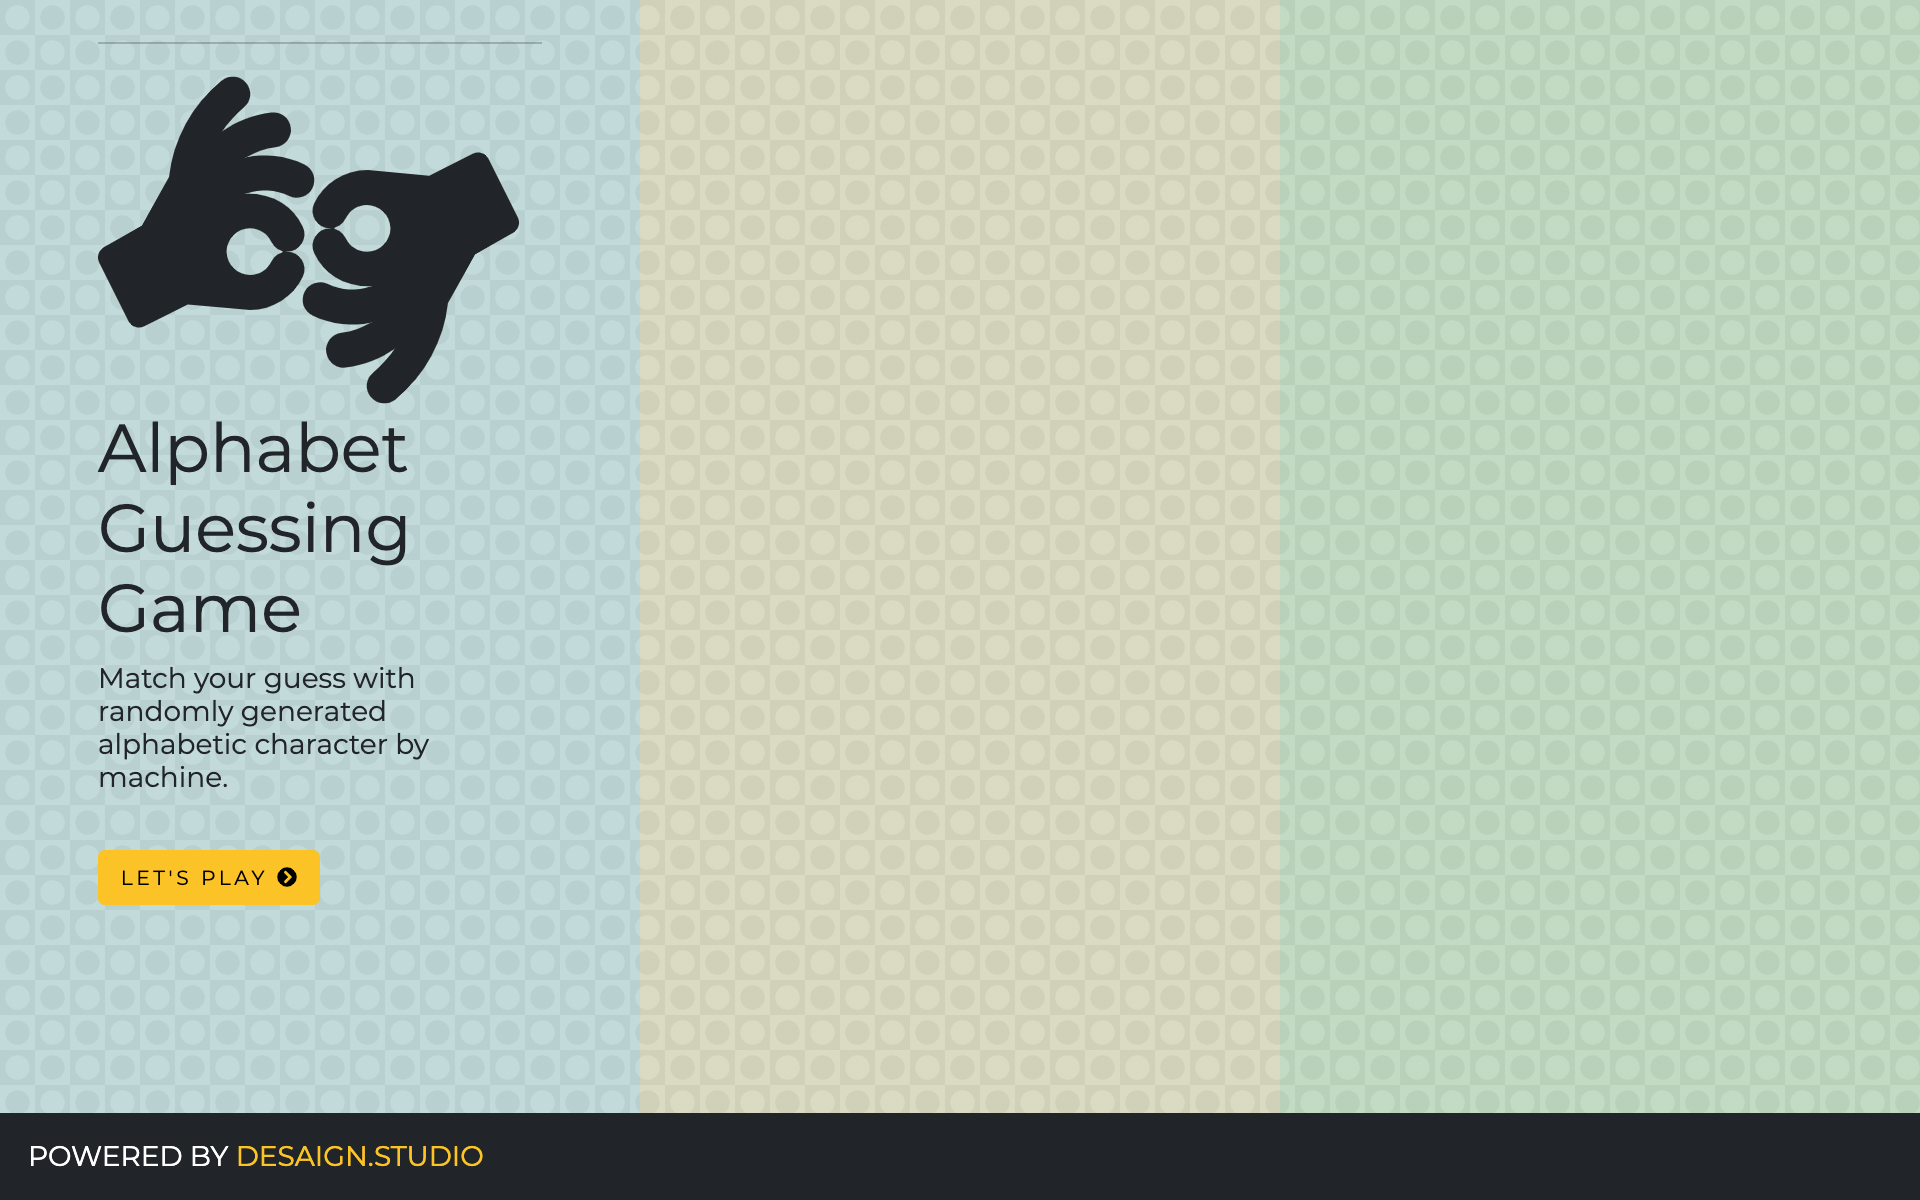 Alphabet
Guessing
Game
Match your guess with
randomly generated
alphabetic character by
machine.
LET'S PLAY
POWERED BY DESAIGN.STUDIO